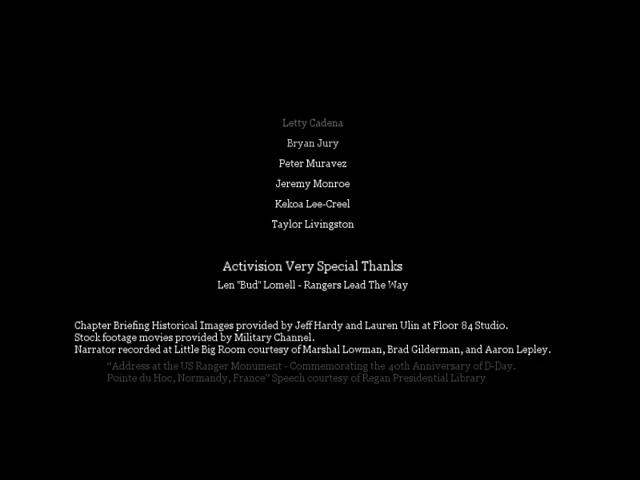 Letty Cadena
Bryan Jury
Peter Muravez
Jeremy Monroe
Kekoa Lee-Creel
Taylor Livingston
Activision Very Special Thanks
Len "Bud" Lomell - Rangers Lead The Way
Chapter Briefing Historical Images provided by Jeff Hardy and Lauren Ulin at Floor 84 Studio.
Stock footage movies provided by Military Channel.
Narrator recorded at Little Big Room courtesy of Marshal Lowman, Brad Gilderman, and Aaron Lepley.
"Address at the US Ranger Monument - Commemorating the 40th Anniversary of D-Day.
Pointe du Hoc, Normandy, France" Speech courtesy of Regan Presidential Library